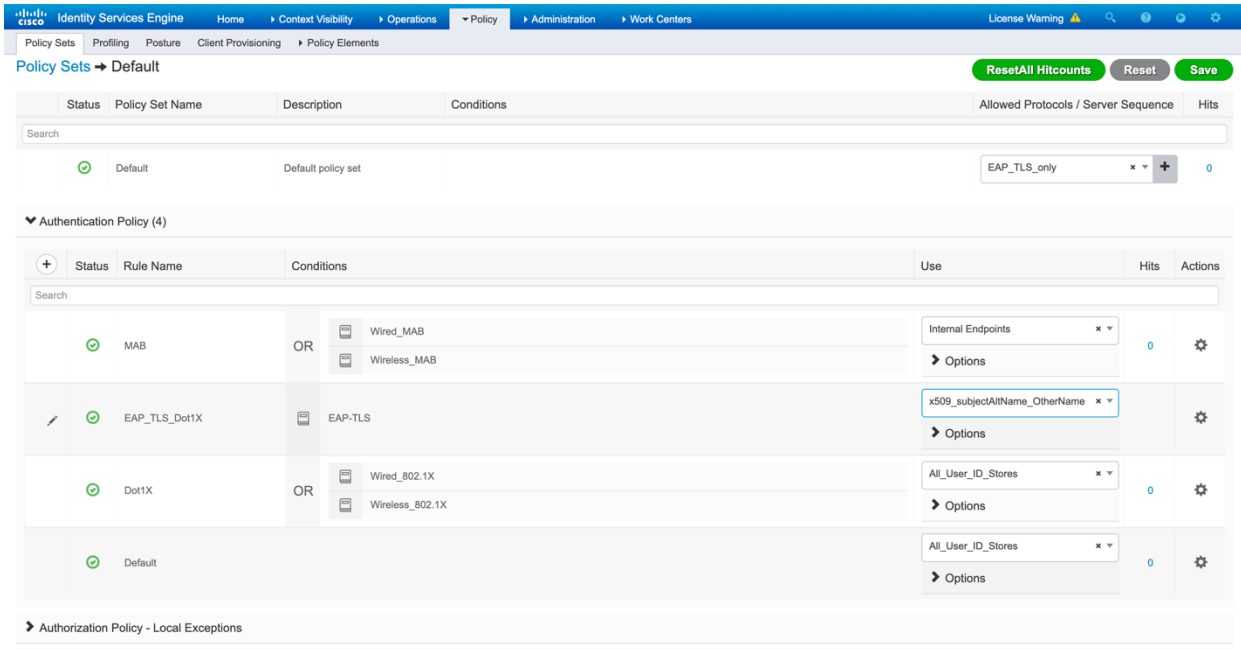 cisco Identity Services Engine Home Context Visibility Operations Policy Administration Work Centers License Warning
Policy Sets Profiling Posture Client Provisioning Policy Elements
Policy Sets → Default ResetAll Hitcounts Reset Save
Status Policy Set Name Description Conditions Allowed Protocols / Server Sequence Hits
Search
Default Default policy set EAP_TLS_only 0
Authentication Policy (4)
Status Rule Name Conditions Use Hits Actions
Search
MAB OR Wired_MAB Internal Endpoints 0
Wireless_MAB Options
EAP_TLS_Dot1X EAP-TLS x509_subjectAltName_OtherName
Options
Dot1X OR Wired_802.1X All_User_ID_Stores 0
Wireless_802.1X Options
Default All_User_ID_Stores 0
Options
Authorization Policy - Local Exceptions